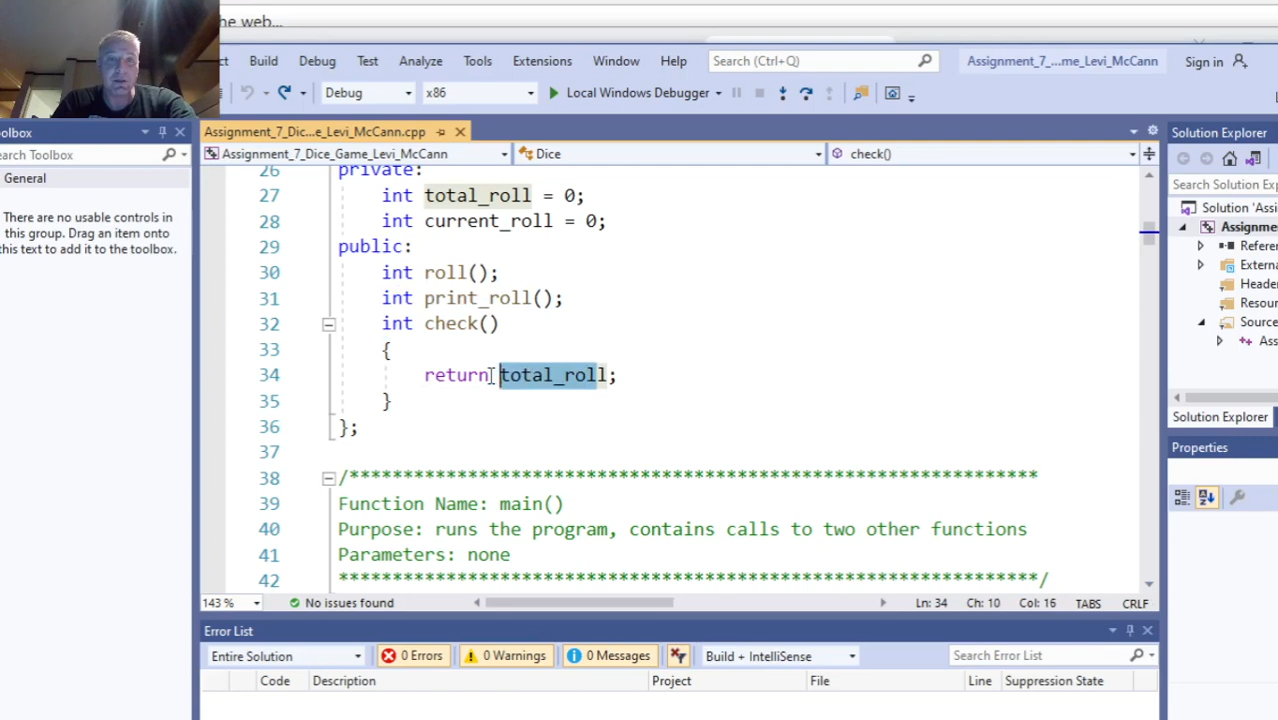 he web...
ct Build Debug Test Analyze Tools Extensions Window Help Search (Ctrl+Q) Assignment_7_...me_Levi_McCann Sign in
Debug x86 Local Windows Debugger
oolbox
Assignment_7_Dic...e_Levi_McCann.cpp
Solution Explorer
earch Toolbox
Assignment_7_Dice_Game_Levi_McCann Dice check()
General
There are no usable controls in
this group. Drag an item onto
this text to add it to the toolbox.
26 private:
27 int total_roll = 0;
28 int current_roll = 0;
29 public:
30 int roll();
31 int print_roll();
32 int check()
33 {
34 return total_roll;
35 }
36 };
37
38 /****************************************************************
39 Function Name: main()
40 Purpose: runs the program, contains calls to two other functions
41 Parameters: none
42 *****************************************************************/
Search Solution Exp
Solution 'Assi
Assignme
Referen
Extern
Heade
Resou
Source
Ass
Solution Explorer
Properties
143 % No issues found Ln: 34 Ch: 10 Col: 16 TABS CRLF
Error List
Entire Solution 0 Errors 0 Warnings 0 Messages Build + IntelliSense Search Error List
Code Description Project File Line Suppression State